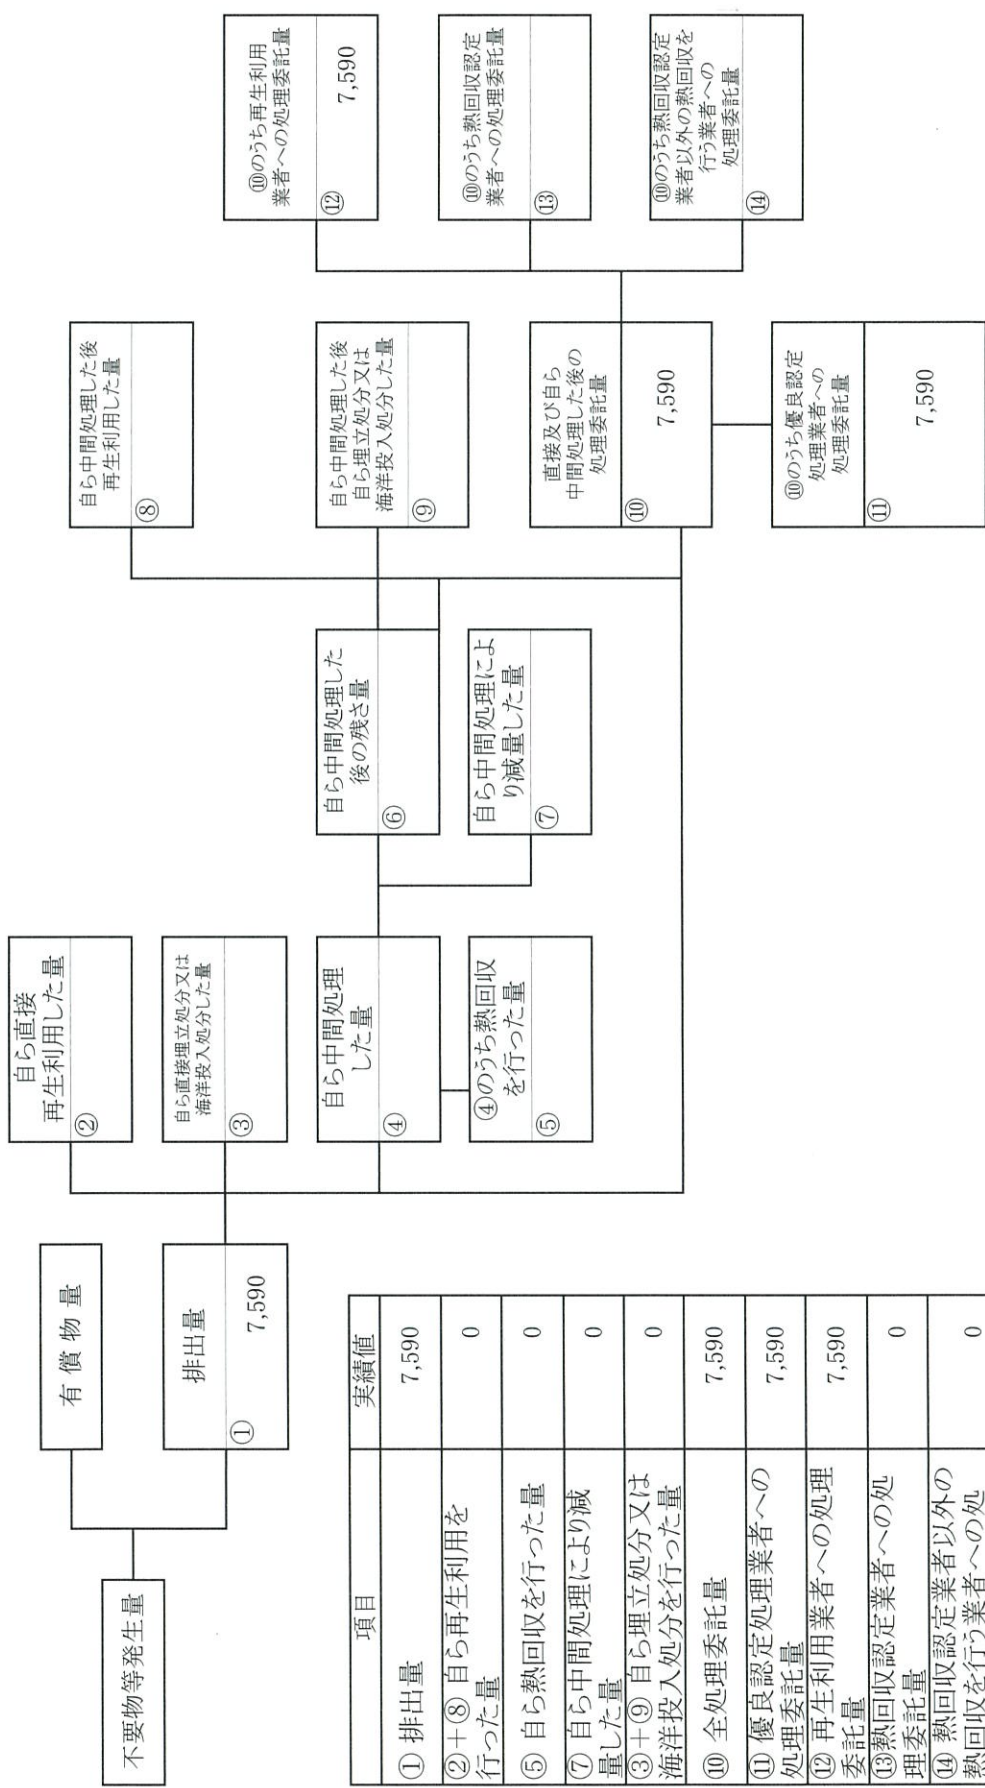 不要物等発生量
有償物量
排出量
① 7,590
自ら直接
再生利用した量
②
自ら直接埋立処分又は
海洋投入処分した量
③
自ら中間処理
した量
④
④のうち熱回収
を行った量
⑤
自ら中間処理した
後の残さ量
⑥
自ら中間処理によ
り減量した量
⑦
自ら中間処理した後
再生利用した量
⑧
自ら中間処理した後
自ら埋立処分又は
海洋投入処分した量
⑨
直接及び自ら
中間処理した後の
処理委託量
⑩ 7,590
⑩のうち優良認定
処理業者への
処理委託量
⑪ 7,590
⑩のうち再生利用
業者への処理委託量
⑫ 7,590
⑩のうち熱回収認定
業者への処理委託量
⑬
⑩のうち熱回収認定
業者以外の熱回収を
行う業者への
処理委託量
⑭
項目 実績値
① 排出量 7,590
②+⑧ 自ら再生利用を
行った量 0
⑤ 自ら熱回収を行った量 0
⑦ 自ら中間処理により減
量した量 0
③+⑨ 自ら埋立処分又は
海洋投入処分を行った量 0
⑩ 全処理委託量 7,590
⑪ 優良認定処理業者への
処理委託量 7,590
⑫ 再生利用業者への処理
委託量 7,590
⑬熱回収認定業者への処
理委託量 0
⑭ 熱回収認定業者以外の
熱回収を行う業者への処 0